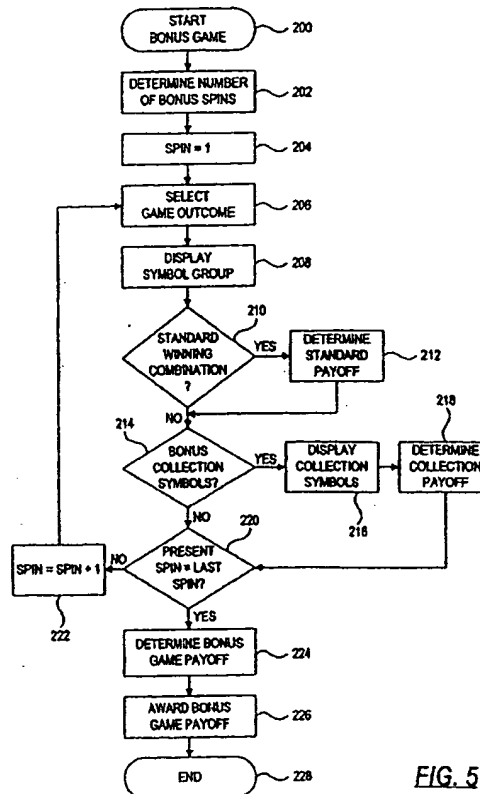 START
BONUS GAME
200
DETERMINE NUMBER
OF BONUS SPINS
202
SPIN = 1
204
SELECT
GAME OUTCOME
206
DISPLAY
SYMBOL GROUP
208
210
STANDARD
WINNING
COMBINATION
?
YES
DETERMINE
STANDARD
PAYOFF
212
NO
214
BONUS
COLLECTION
SYMBOLS?
YES
DISPLAY
COLLECTION
SYMBOLS
216
218
DETERMINE
COLLECTION
PAYOFF
NO
220
PRESENT
SPIN = LAST
SPIN?
NO
SPIN = SPIN + 1
222
YES
DETERMINE BONUS
GAME PAYOFF
224
AWARD BONUS
GAME PAYOFF
226
END
228
FIG. 5